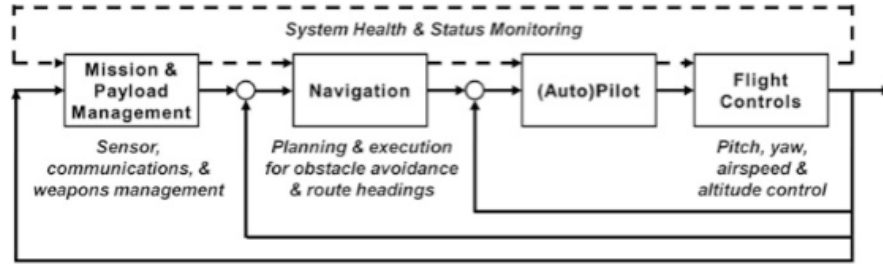 System Health & Status Monitoring
Mission &
Payload
Management
Navigation
(Auto)Pilot
Flight
Controls
Sensor,
communications, &
weapons management
Planning & execution
for obstacle avoidance
& route headings
Pitch, yaw,
airspeed &
altitude control